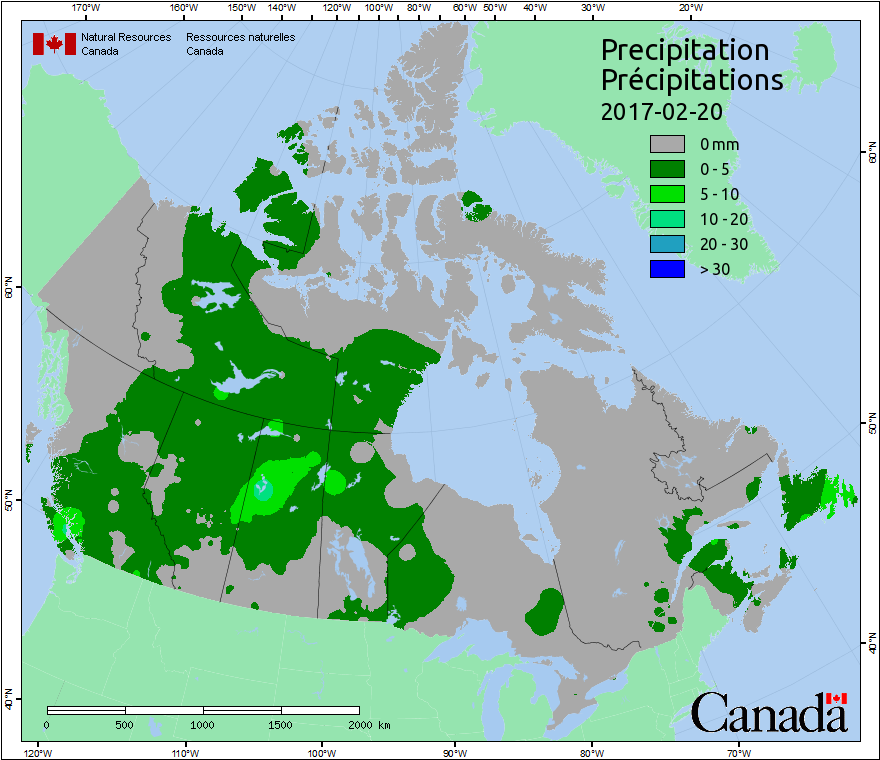 170°W 160°W 150°W 140°W 120°W 100°W 80°W 60°W 50°W 40°W 30°W 20°W
Natural Resources Ressources naturelles
Canada Canada
Precipitation
Précipitations
2017-02-20
0 mm
0 - 5
5 - 10
10 - 20
20 - 30
> 30
60°N
60°N
50°N
50°N
40°N
40°N
Canada
0 500 1000 1500 2000 km
120°W 110°W 100°W 90°W 80°W 70°W